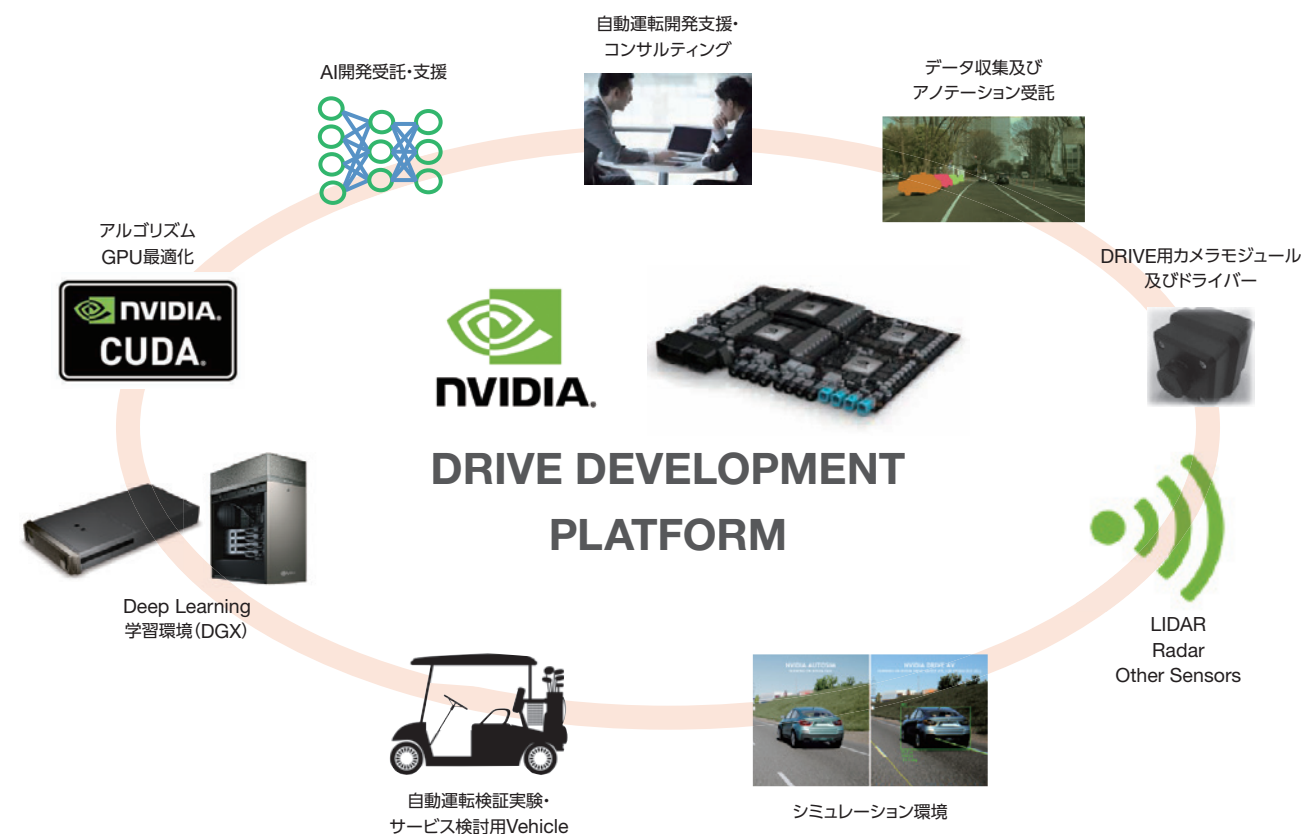 自動運転開発支援・
コンサルティング
AI開発受託・支援
データ収集及び
アノテーション受託
アルゴリズム
GPU最適化
NVIDIA.
CUDA.
DRIVE用カメラモジュール
及びドライバー
NVIDIA.
DRIVE DEVELOPMENT
PLATFORM
Deep Learning
学習環境（DGX）
LIDAR
Radar
Other Sensors
NVIDIA AUTOSIM
NVIDIA DRIVE AV
自動運転検証実験・
サービス検討用Vehicle
シミュレーション環境